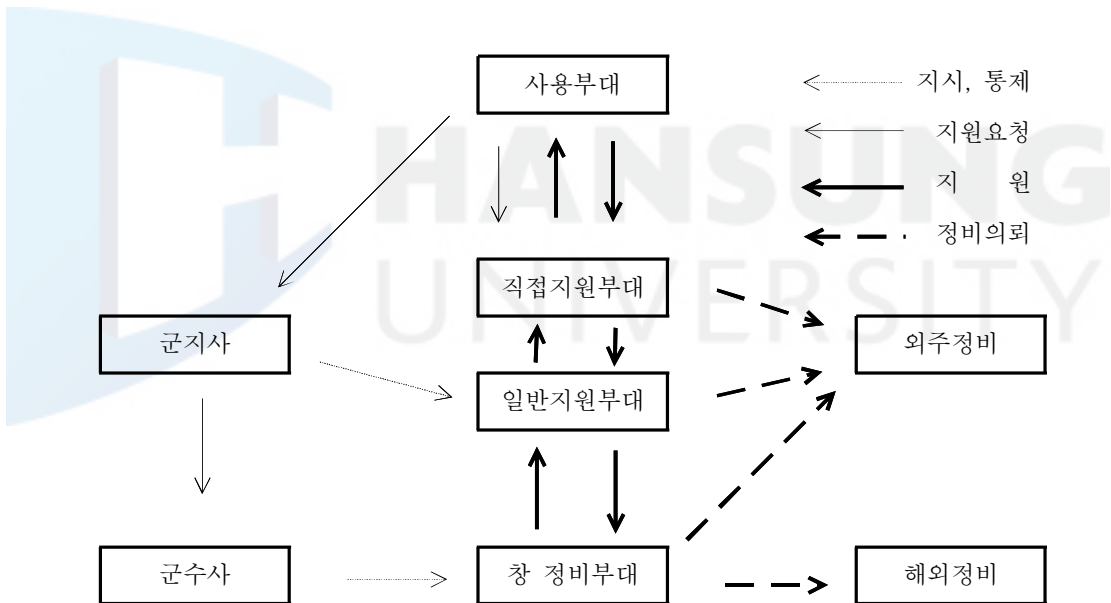 사용부대
지시, 통제
지원요청
지 원
정비의뢰
HANSUNG
UNIVERSITY
직접지원부대
군지사
외주정비
일반지원부대
군수사
창 정비부대
해외정비